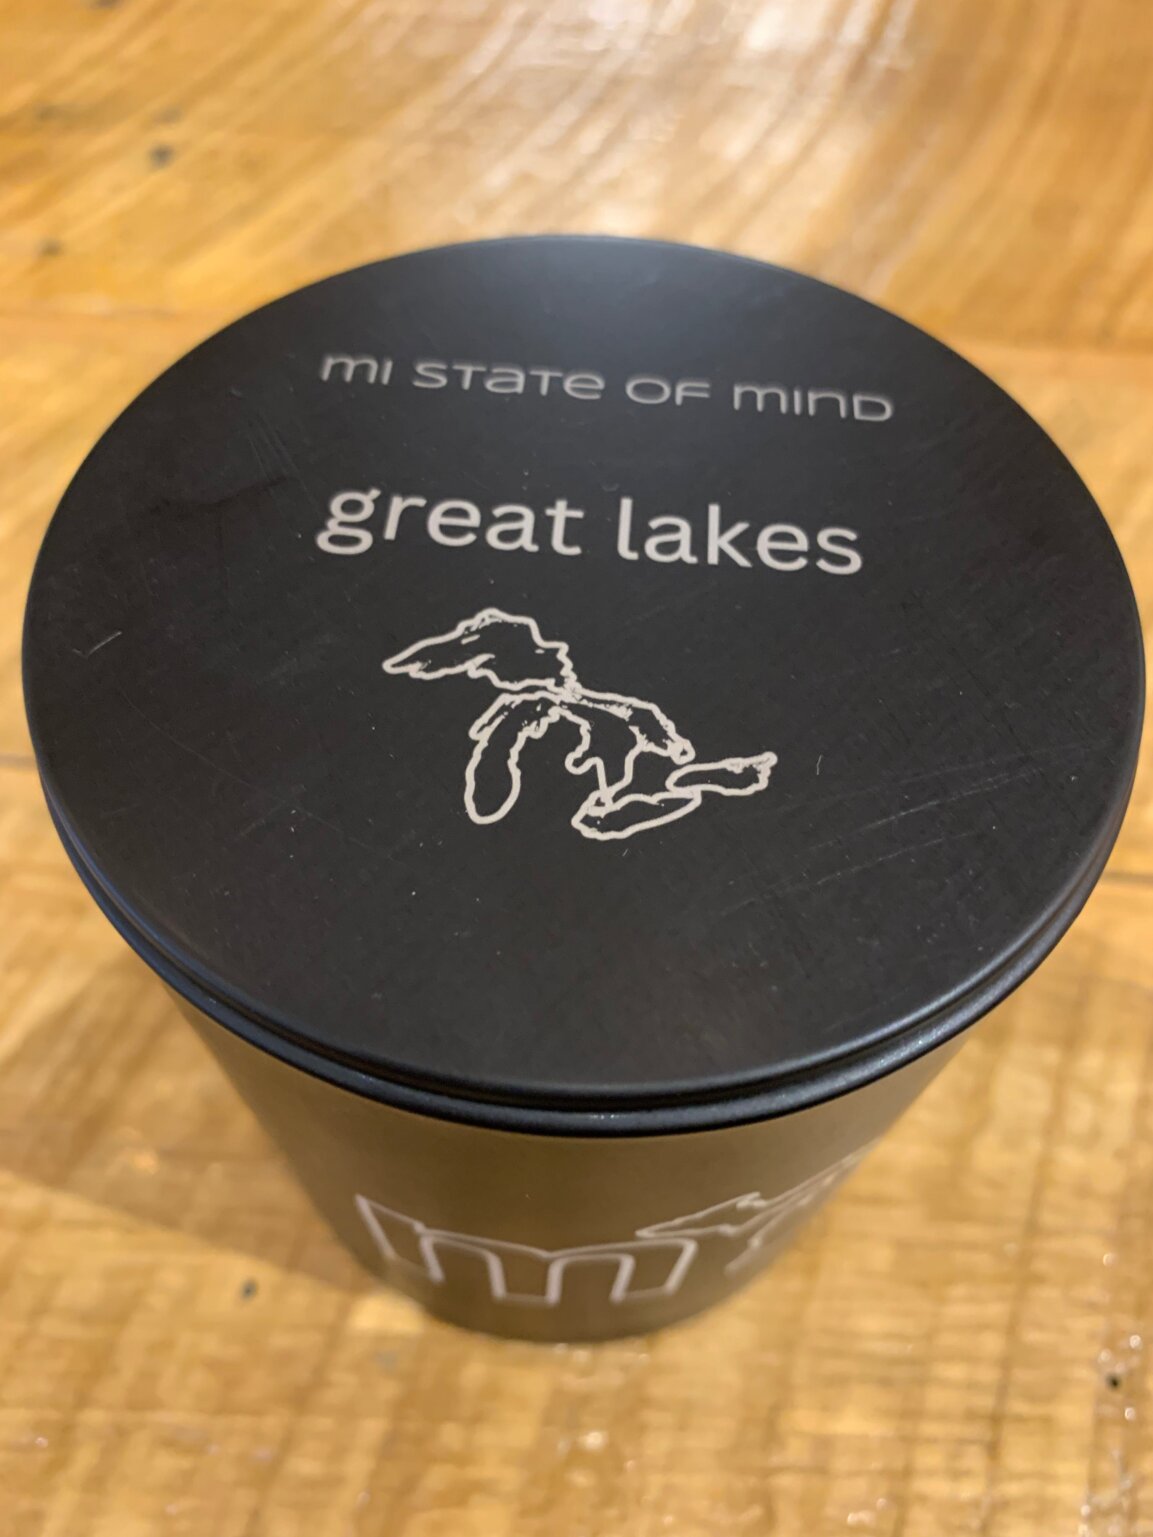 mI STaTe OF mIND
great lakes
m